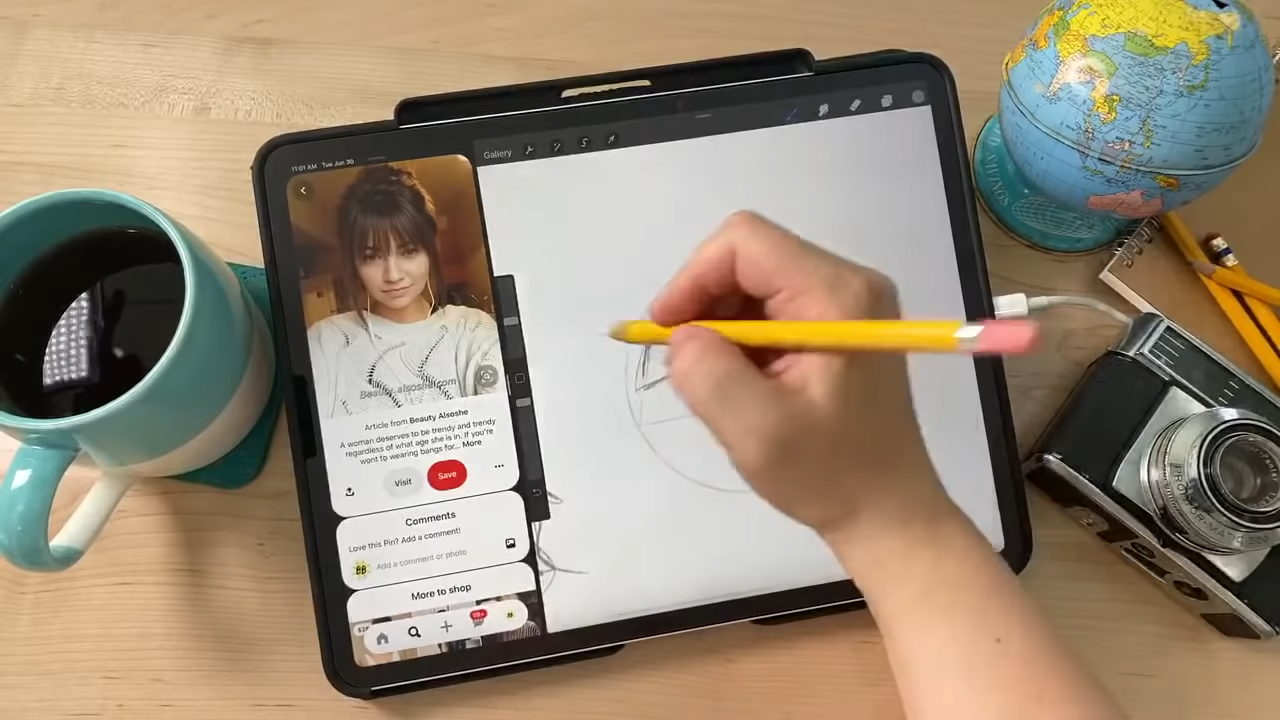 11:01 AM Tue Jun 30
Gallery
Beauty.alsoshe.com
Article from Beauty Alsoshe
A woman deserves to be trendy and trendy
regardless of what age she is in. If you're
wont to wearing bangs for... More
Visit
Save
Comments
Love this Pin? Add a comment!
BB
Add a comment or photo
More to shop
99+